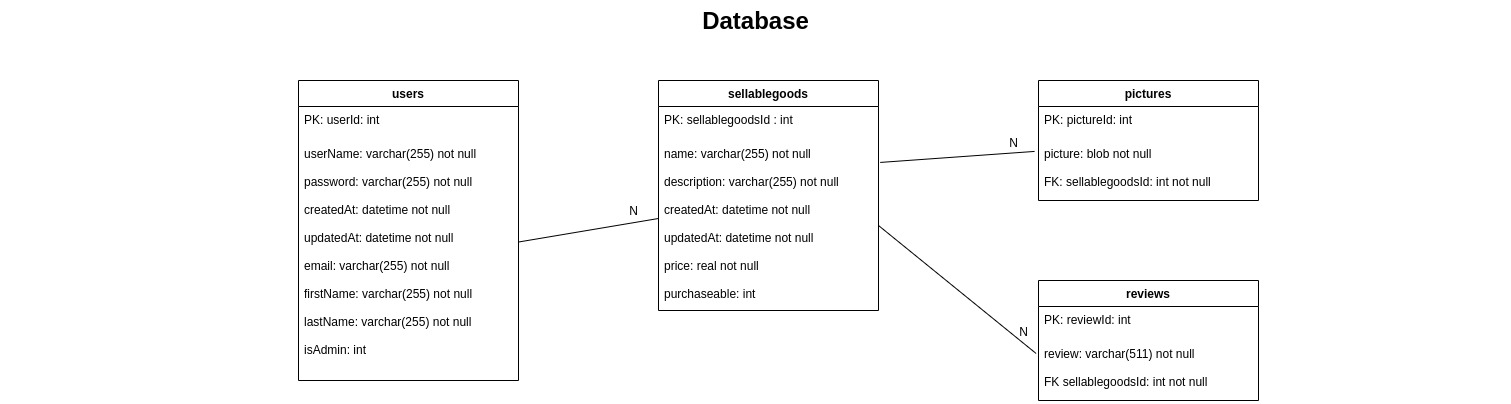 Database
users
PK: userId: int
userName: varchar(255) not null
password: varchar(255) not null
createdAt: datetime not null
updatedAt: datetime not null
email: varchar(255) not null
firstName: varchar(255) not null
lastName: varchar(255) not null
isAdmin: int
N
sellablegoods
PK: sellablegoodsId : int
name: varchar(255) not null
description: varchar(255) not null
createdAt: datetime not null
updatedAt: datetime not null
price: real not null
purchaseable: int
N
pictures
PK: pictureId: int
picture: blob not null
FK: sellablegoodsId: int not null
N
reviews
PK: reviewId: int
review: varchar(511) not null
FK sellablegoodsId: int not null